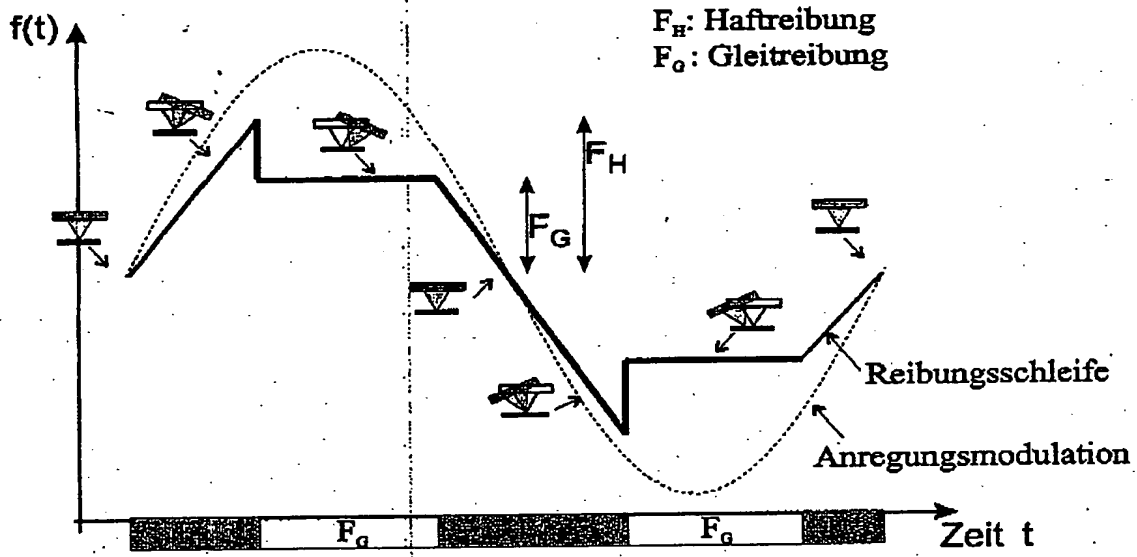 f(t)
F_H: Haftreibung
F_G: Gleitreibung
F_H
F_G
Reibungsschleife
Anregungsmodulation
F_G
F_G
Zeit t